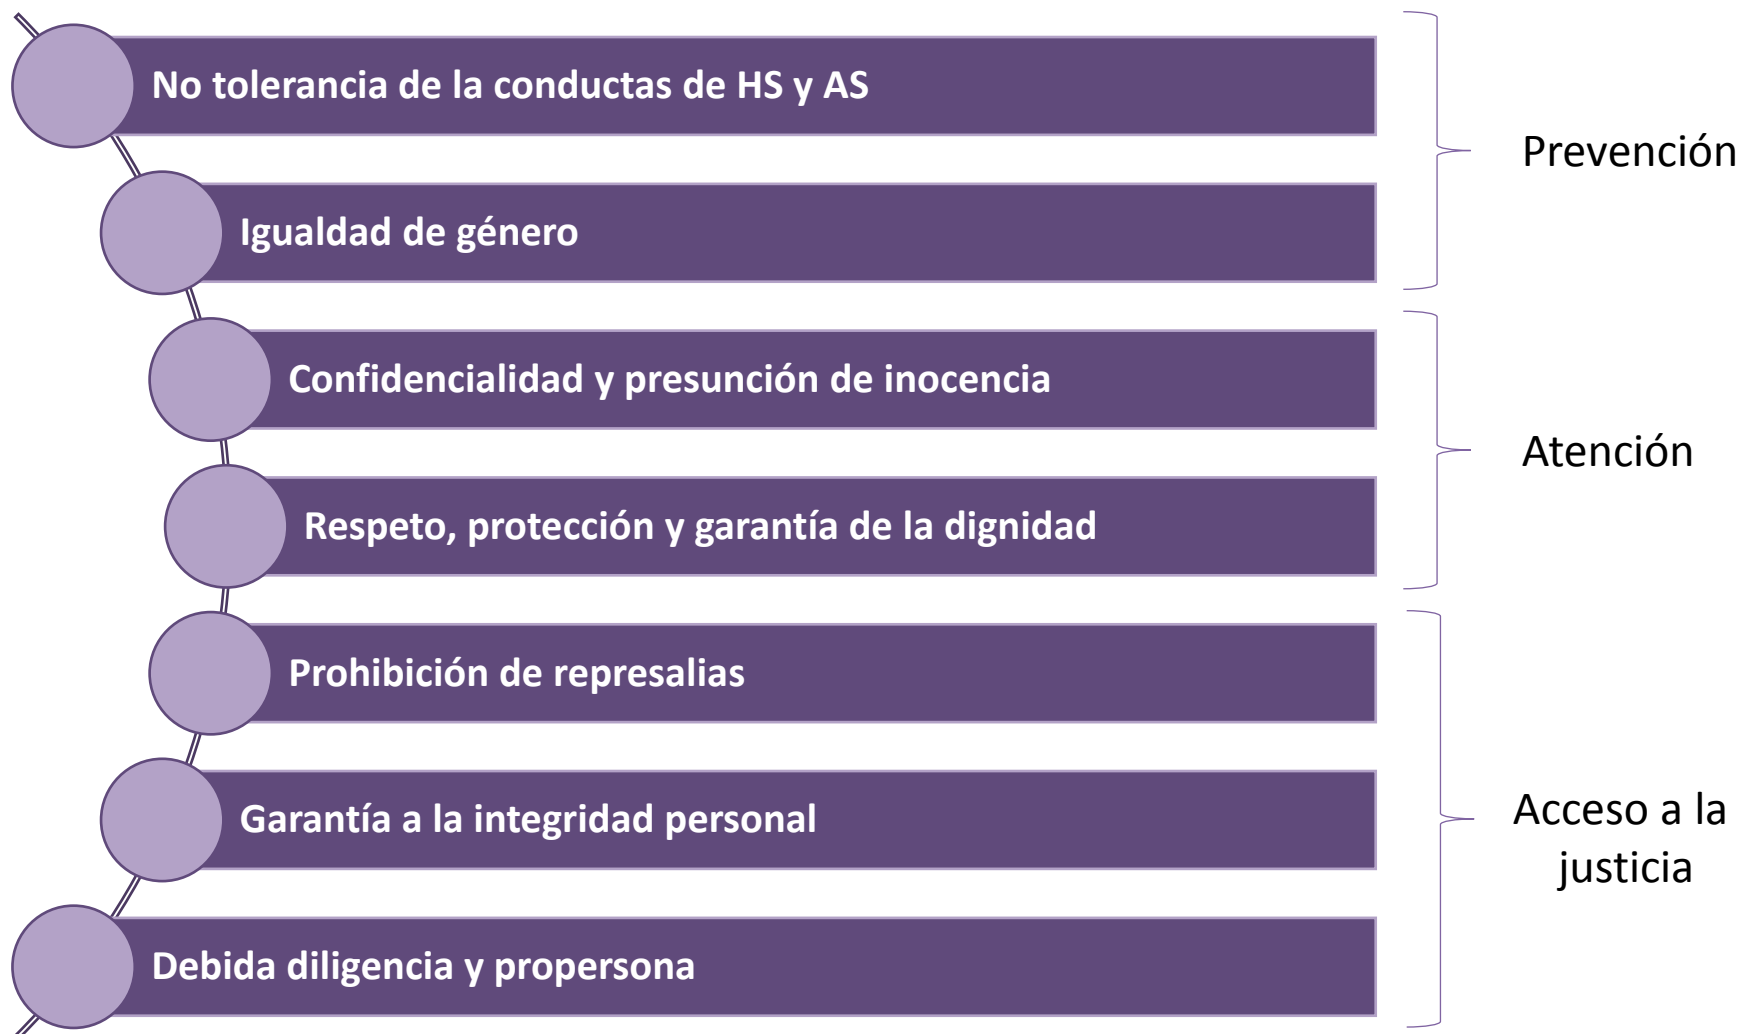 No tolerancia de la conductas de HS y AS
Igualdad de género
Prevención
Confidencialidad y presunción de inocencia
Respeto, protección y garantía de la dignidad
Atención
Prohibición de represalias
Garantía a la integridad personal
Debida diligencia y propersona
Acceso a la
justicia